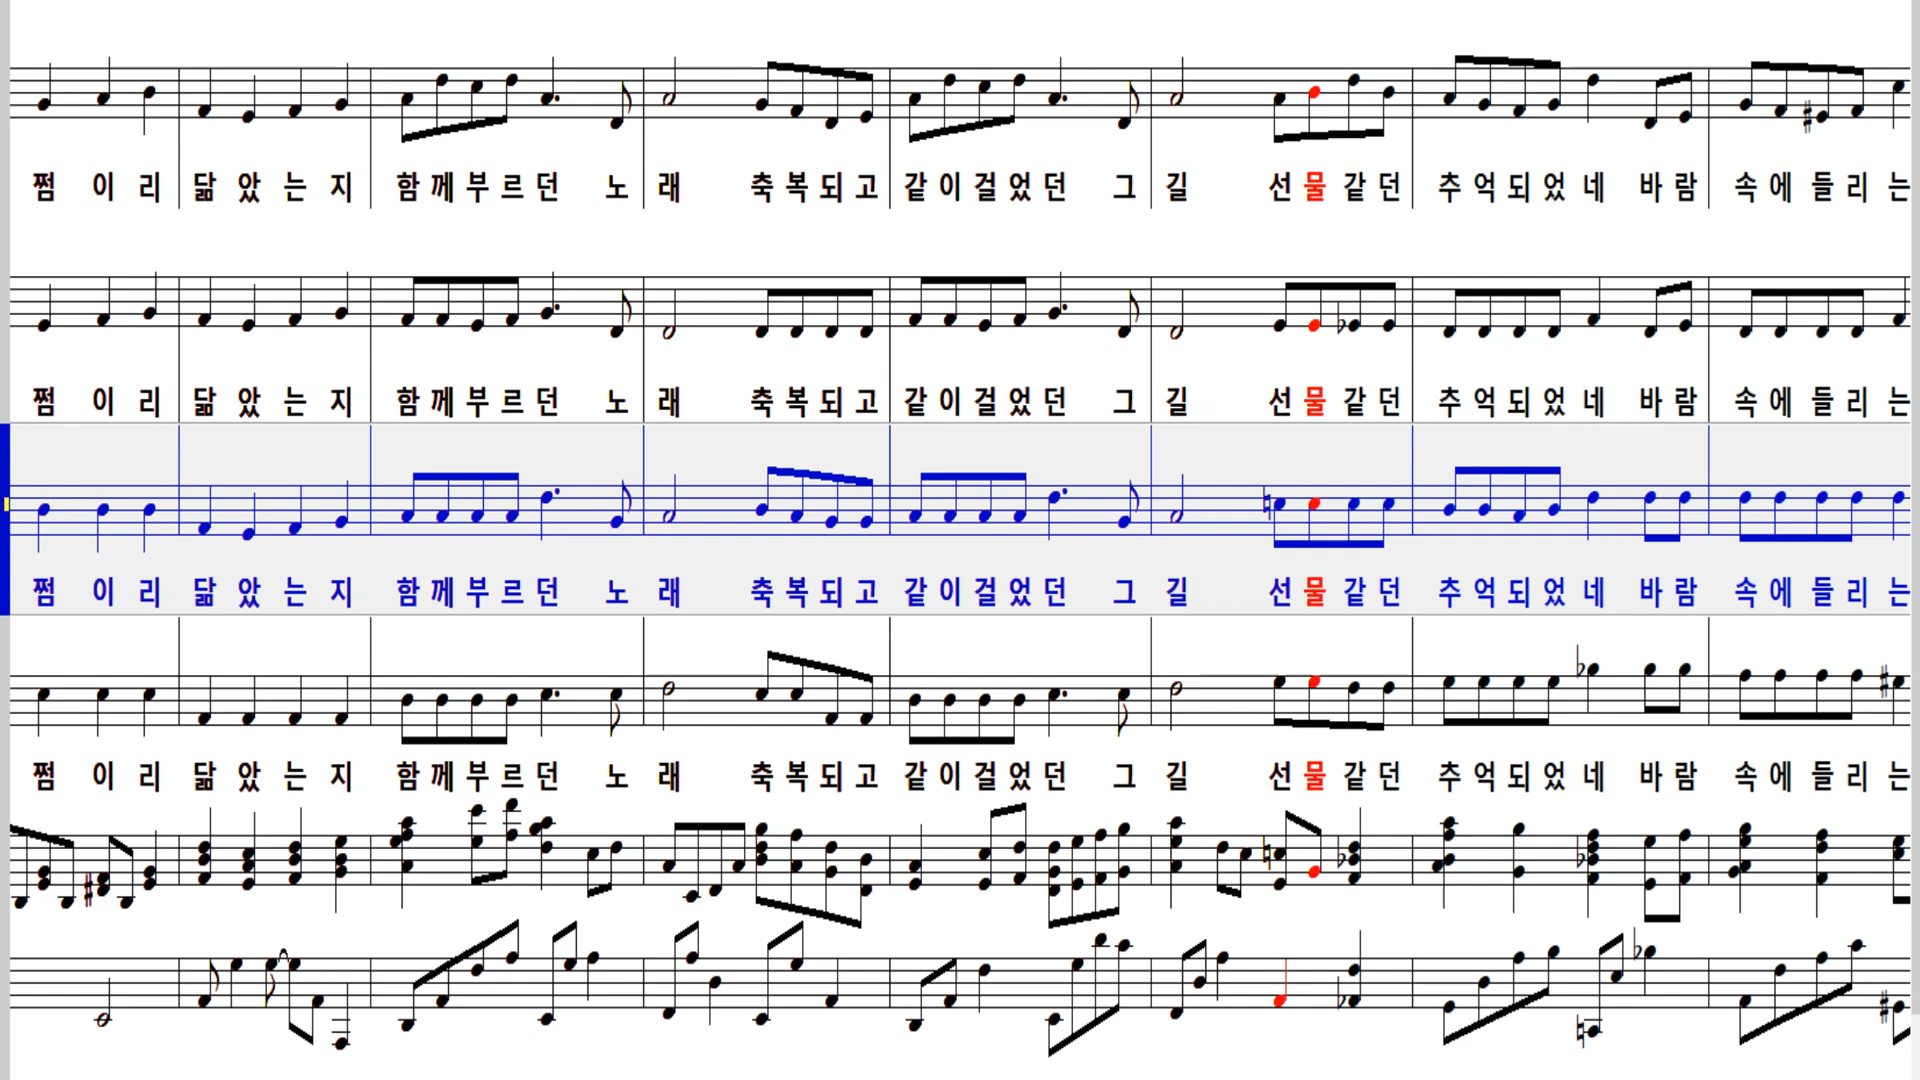 쩜 이 리 닮 았 는 지 함 께 부 르 던 노 래 축 복 되 고 같 이 걸 었 던 그 길 선 물 같 던 추 억 되 었 네 바 람 속 에 들 리 는
쩜 이 리 닮 았 는 지 함 께 부 르 던 노 래 축 복 되 고 같 이 걸 었 던 그 길 선 물 같 던 추 억 되 었 네 바 람 속 에 들 리 는
쩜 이 리 닮 았 는 지 함 께 부 르 던 노 래 축 복 되 고 같 이 걸 었 던 그 길 선 물 같 던 추 억 되 었 네 바 람 속 에 들 리 는
쩜 이 리 닮 았 는 지 함 께 부 르 던 노 래 축 복 되 고 같 이 걸 었 던 그 길 선 물 같 던 추 억 되 었 네 바 람 속 에 들 리 는